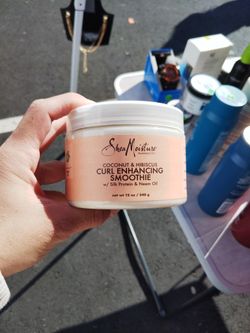 SheaMoisture
COCONUT & HIBISCUS
CURL ENHANCING
SMOOTHIE
w/ Silk Protein & Neem Oil
net wt 12 oz / 340 g